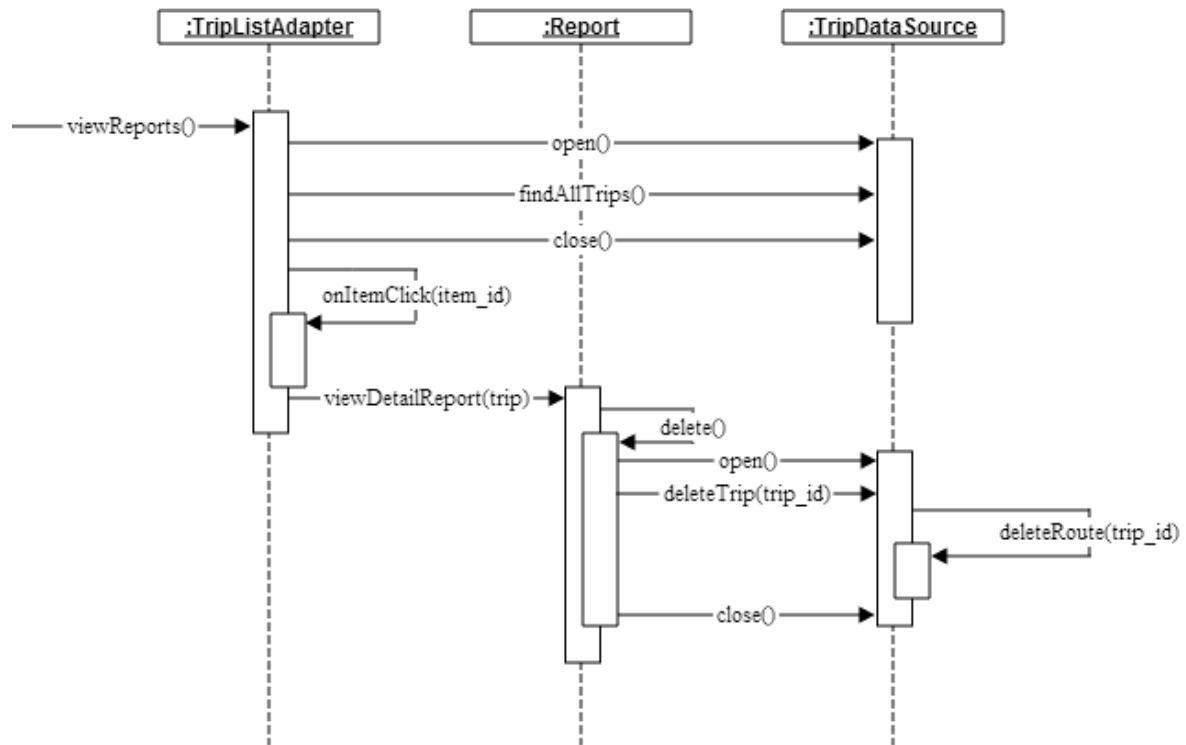 :TripListAdapter
:Report
:TripDataSource
viewReports()
open()
findAllTrips()
close()
onItemClick(item_id)
viewDetailReport(trip)
delete()
open()
deleteTrip(trip_id)
deleteRoute(trip_id)
close()